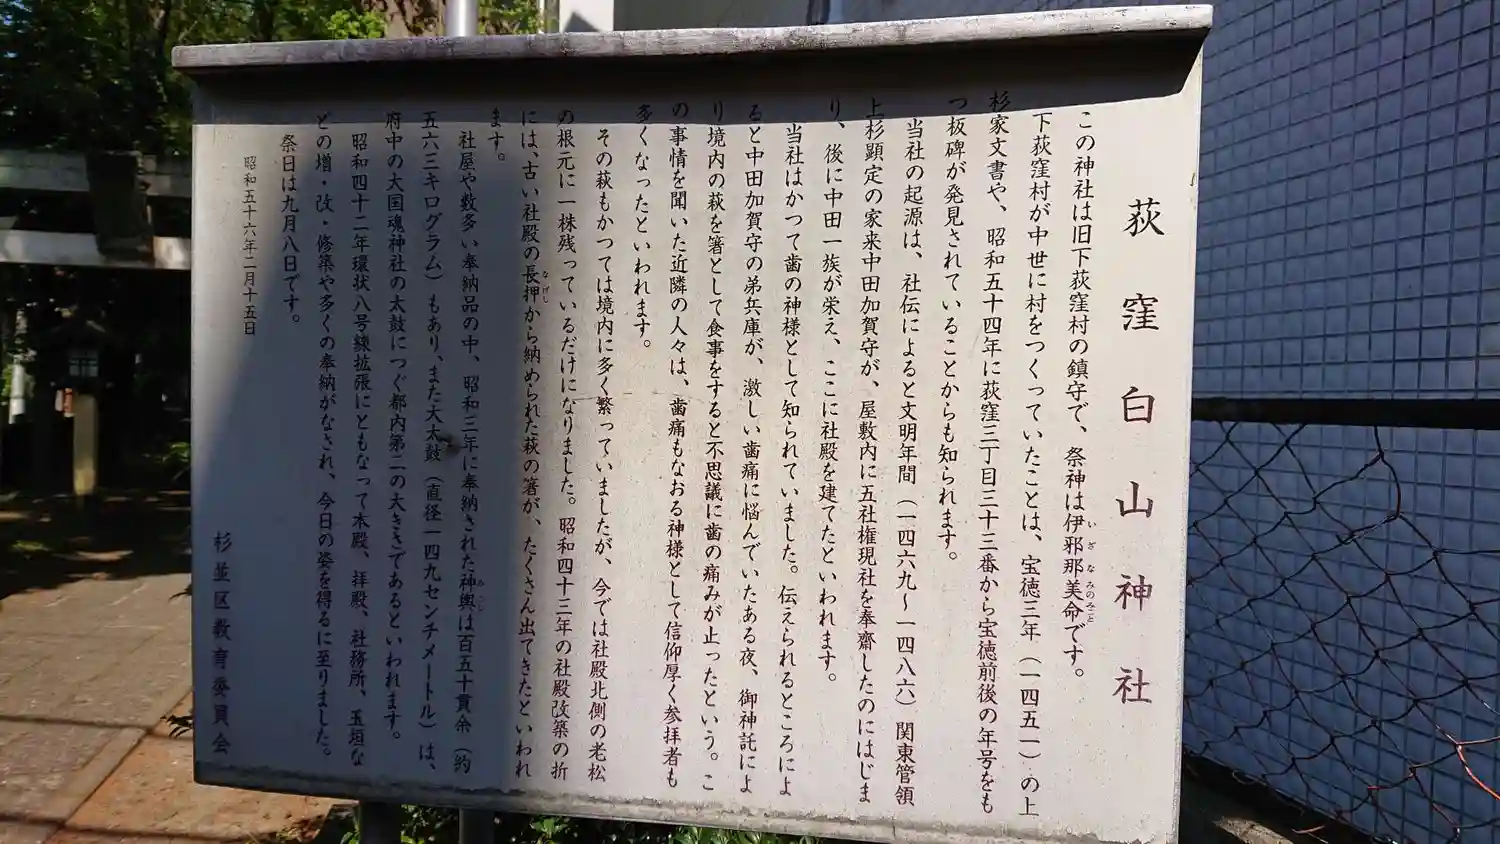 荻窪白山神社
この神社は旧下荻窪村の鎮守で、祭神は伊邪那美命です。
下荻窪村が中世に村をつくっていたことは、宝徳三年（一四五一）の上
杉家文書や、昭和五十四年に荻窪三丁目三十三番から宝徳前後の年号をも
つ板碑が発見されていることからも知られます。
当社の起源は、社伝によると文明年間（一四六九～一四八六）関東管領
上杉顕定の家来中田加賀守が、屋敷内に五社権現社を奉齋したのにはじま
り、後に中田一族が栄え、ここに社殿を建てたといわれます。
当社はかつて歯の神様として知られていました。伝えられるところによ
ると中田加賀守の弟兵庫が、激しい歯痛に悩んでいたある夜、御神託によ
り境内の萩を箸として食事をすると不思議に歯の痛みが止ったという。こ
の事情を聞いた近隣の人々は、歯痛もなおる神様として信仰厚く参拝者も
多くなったといわれます。
その萩もかつては境内に多く繁っていましたが、今では社殿北側の老松
の根元に一株残っているだけになりました。昭和四十三年の社殿改築の折
には、古い社殿の長押から納められた萩の箸が、たくさん出てきたといわれ
ます。
社屋や数多い奉納品の中、昭和三年に奉納された神輿は百五十貫余（約
五六三キログラム）もあり、また大太鼓（直径一四九センチメートル）は、
府中の大国魂神社の太鼓につぐ都内第二の大きさであるといわれます。
昭和四十二年環状八号線拡張にともなって本殿、拝殿、社務所、玉垣な
どの増・改・修築や多くの奉納がなされ、今日の姿を得るに至りました。
祭日は九月八日です。
昭和五十六年二月十五日
杉並区教育委員会